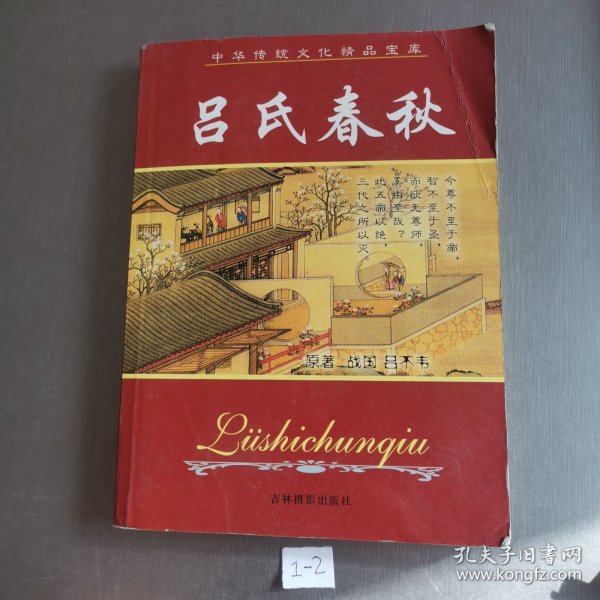 中华传统文化精品宝库
吕氏春秋
今尊不至于帝，
智不至于圣，
而欲无尊师，
奚由至哉？
此五帝以绝，
三代之所以灭。
原著 战国 吕不韦
Lüshichunqiu
吉林摄影出版社
1-2
孔夫子旧书网
www.kongfz.com